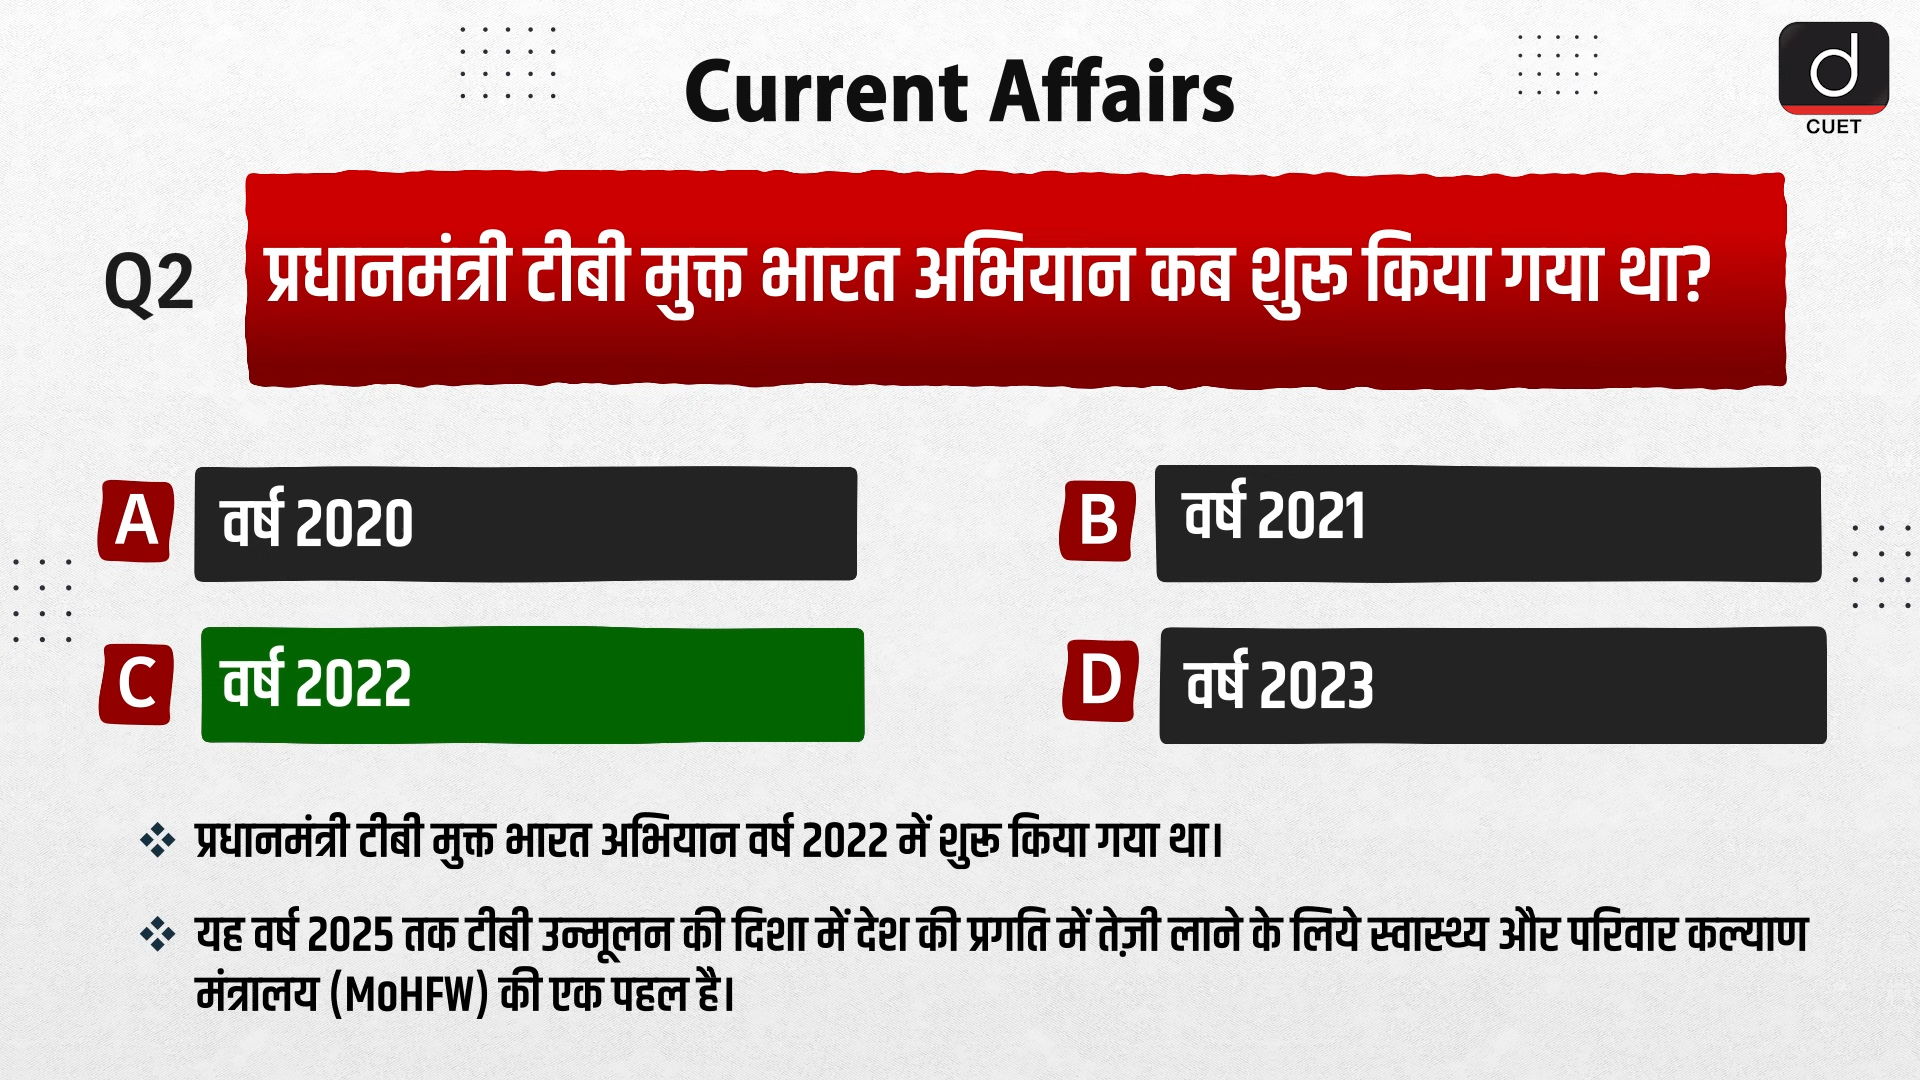 Current Affairs
d
CUET
Q2
प्रधानमंत्री टीबी मुक्त भारत अभियान कब शुरू किया गया था?
A
वर्ष 2020
B
वर्ष 2021
C
वर्ष 2022
D
वर्ष 2023
प्रधानमंत्री टीबी मुक्त भारत अभियान वर्ष 2022 में शुरू किया गया था।
यह वर्ष 2025 तक टीबी उन्मूलन की दिशा में देश की प्रगति में तेज़ी लाने के लिये स्वास्थ्य और परिवार कल्याण
मंत्रालय (MoHFW) की एक पहल है।